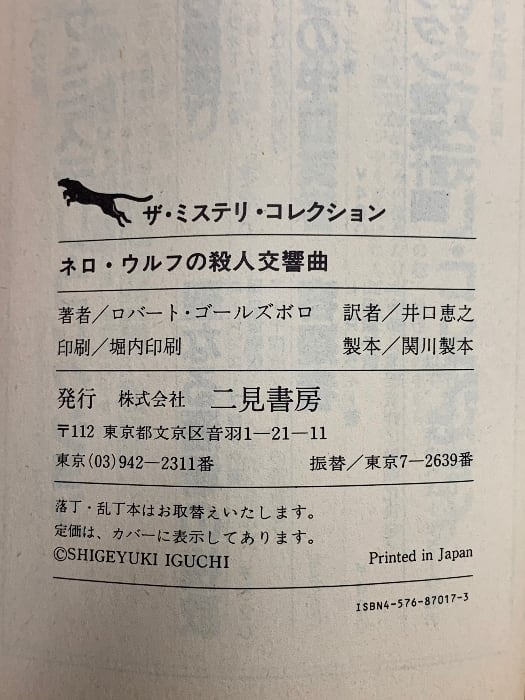 ザ・ミステリ・コレクション
ネロ・ウルフの殺人交響曲
著者／ロバート・ゴールズボロ 訳者／井口恵之
印刷／堀内印刷 製本／関川製本
発行 株式会社 二見書房
〒112 東京都文京区音羽1―21―11
東京(03)942―2311番 振替／東京7―2639番
落丁・乱丁本はお取替えいたします。
定価は、カバーに表示してあります。
©SHIGEYUKI IGUCHI Printed in Japan
ISBN4-576-87017-3